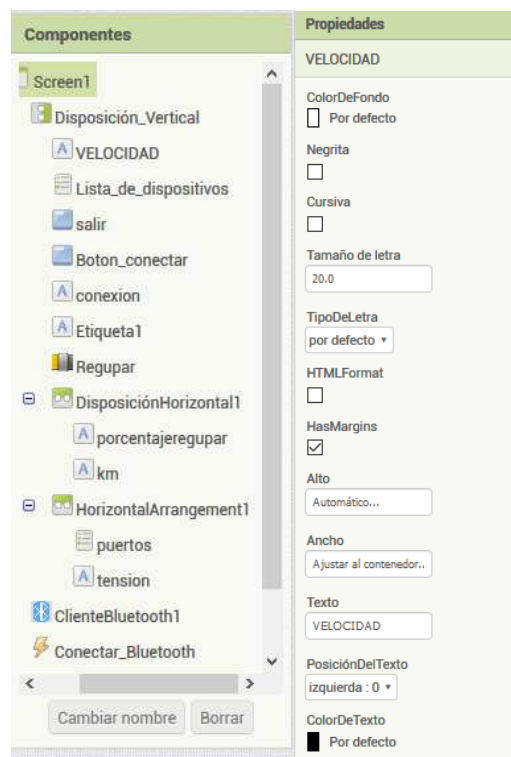 Componentes
Screen1
Disposición_Vertical
VELOCIDAD
Lista_de_dispositivos
salir
Boton_conectar
conexion
Etiqueta1
Regupar
DisposiciónHorizontal1
porcentajeregupar
km
HorizontalArrangement1
puertos
tension
ClienteBluetooth1
Conectar_Bluetooth
Cambiar nombre Borrar
Propiedades
VELOCIDAD
ColorDeFondo
Por defecto
Negrita
Cursiva
Tamaño de letra
20.0
TipoDeLetra
por defecto
HTMLFormat
HasMargins
Alto
Automático...
Ancho
Ajustar al contenedor..
Texto
VELOCIDAD
PosiciónDelTexto
izquierda : 0
ColorDeTexto
Por defecto